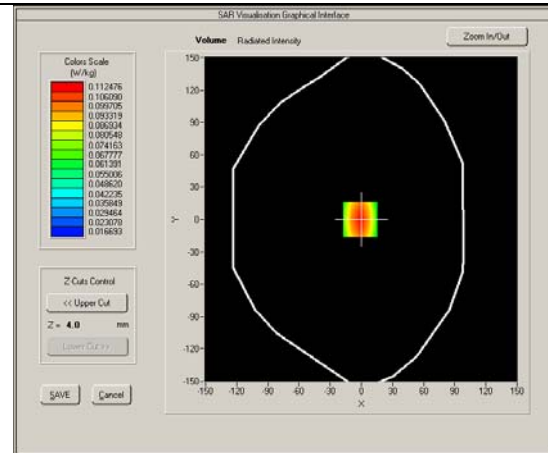 SAR Visualisation Graphical Interface
Volume Radiated Intensity
Zoom In/Out
Colors Scale
(W/kg)
0.112476
0.106090
0.099705
0.093319
0.086934
0.080548
0.074163
0.067777
0.061391
0.055006
0.048620
0.042235
0.035849
0.029464
0.023078
0.016693
150
120
90
60
30
0
-30
-60
-90
-120
-150
Y
-150 -120 -90 -60 -30 0 30 60 90 120 150
X
Z-Cuts Control
<< Upper Cut
Z = 4.0 mm
Lower Cut >>
SAVE Cancel